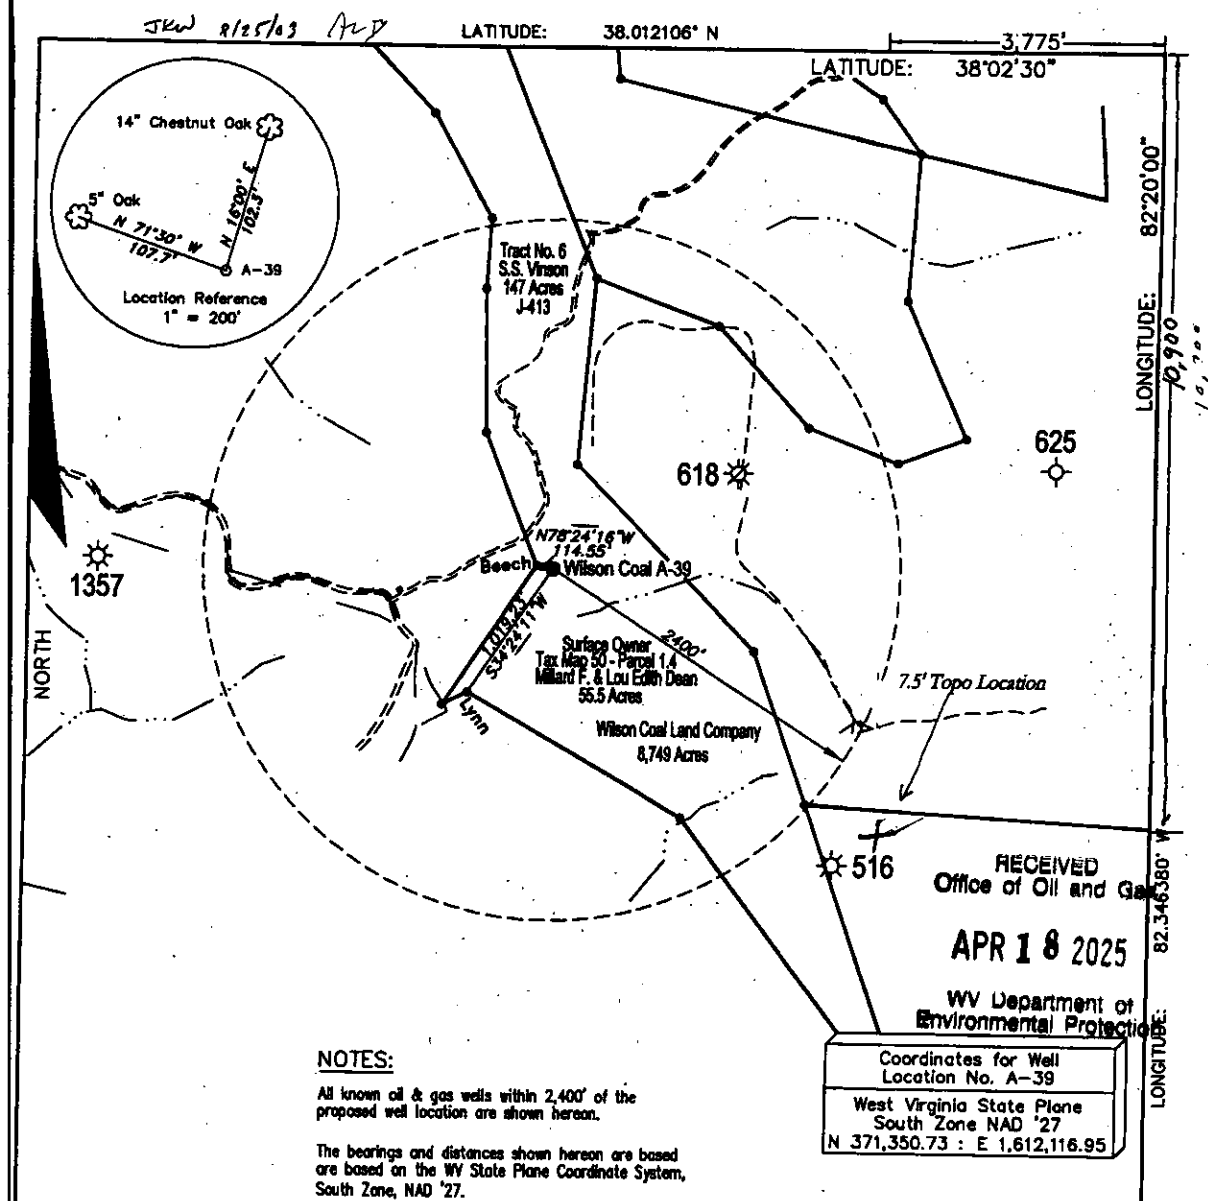 JKW 8/25/03
LATITUDE: 38.012106° N
3,775'
LATITUDE: 38°02'30"
14" Chestnut Oak
5" Oak
N 16°00' E
102.3'
N 71°30' W
107.7'
A-39
Location Reference
1" = 200'
LONGITUDE: 82°20'00"
10,900
Tract No. 6
S.S. Vinson
147 Acres
J-413
625
618
1357
N78°24'16"W
114.55'
Beech
Wilson Coal A-39
1,019.23'
S34°24'11"W
Lynn
2400'
Surface Owner
Tax Map 50 - Parcel 1.4
Millard F. & Lou Edith Dean
55.5 Acres
Wilson Coal Land Company
8,749 Acres
NORTH
7.5' Topo Location
516
RECEIVED
Office of Oil and Gas
APR 18 2025
WV Department of
Environmental Protection
LONGITUDE: 82.346380° W
NOTES:
All known oil & gas wells within 2,400' of the
proposed well location are shown hereon.
The bearings and distances shown hereon are based
are based on the WV State Plane Coordinate System,
South Zone, NAD '27.
Coordinates for Well
Location No. A-39
West Virginia State Plane
South Zone NAD '27
N 371,350.73 : E 1,612,116.95